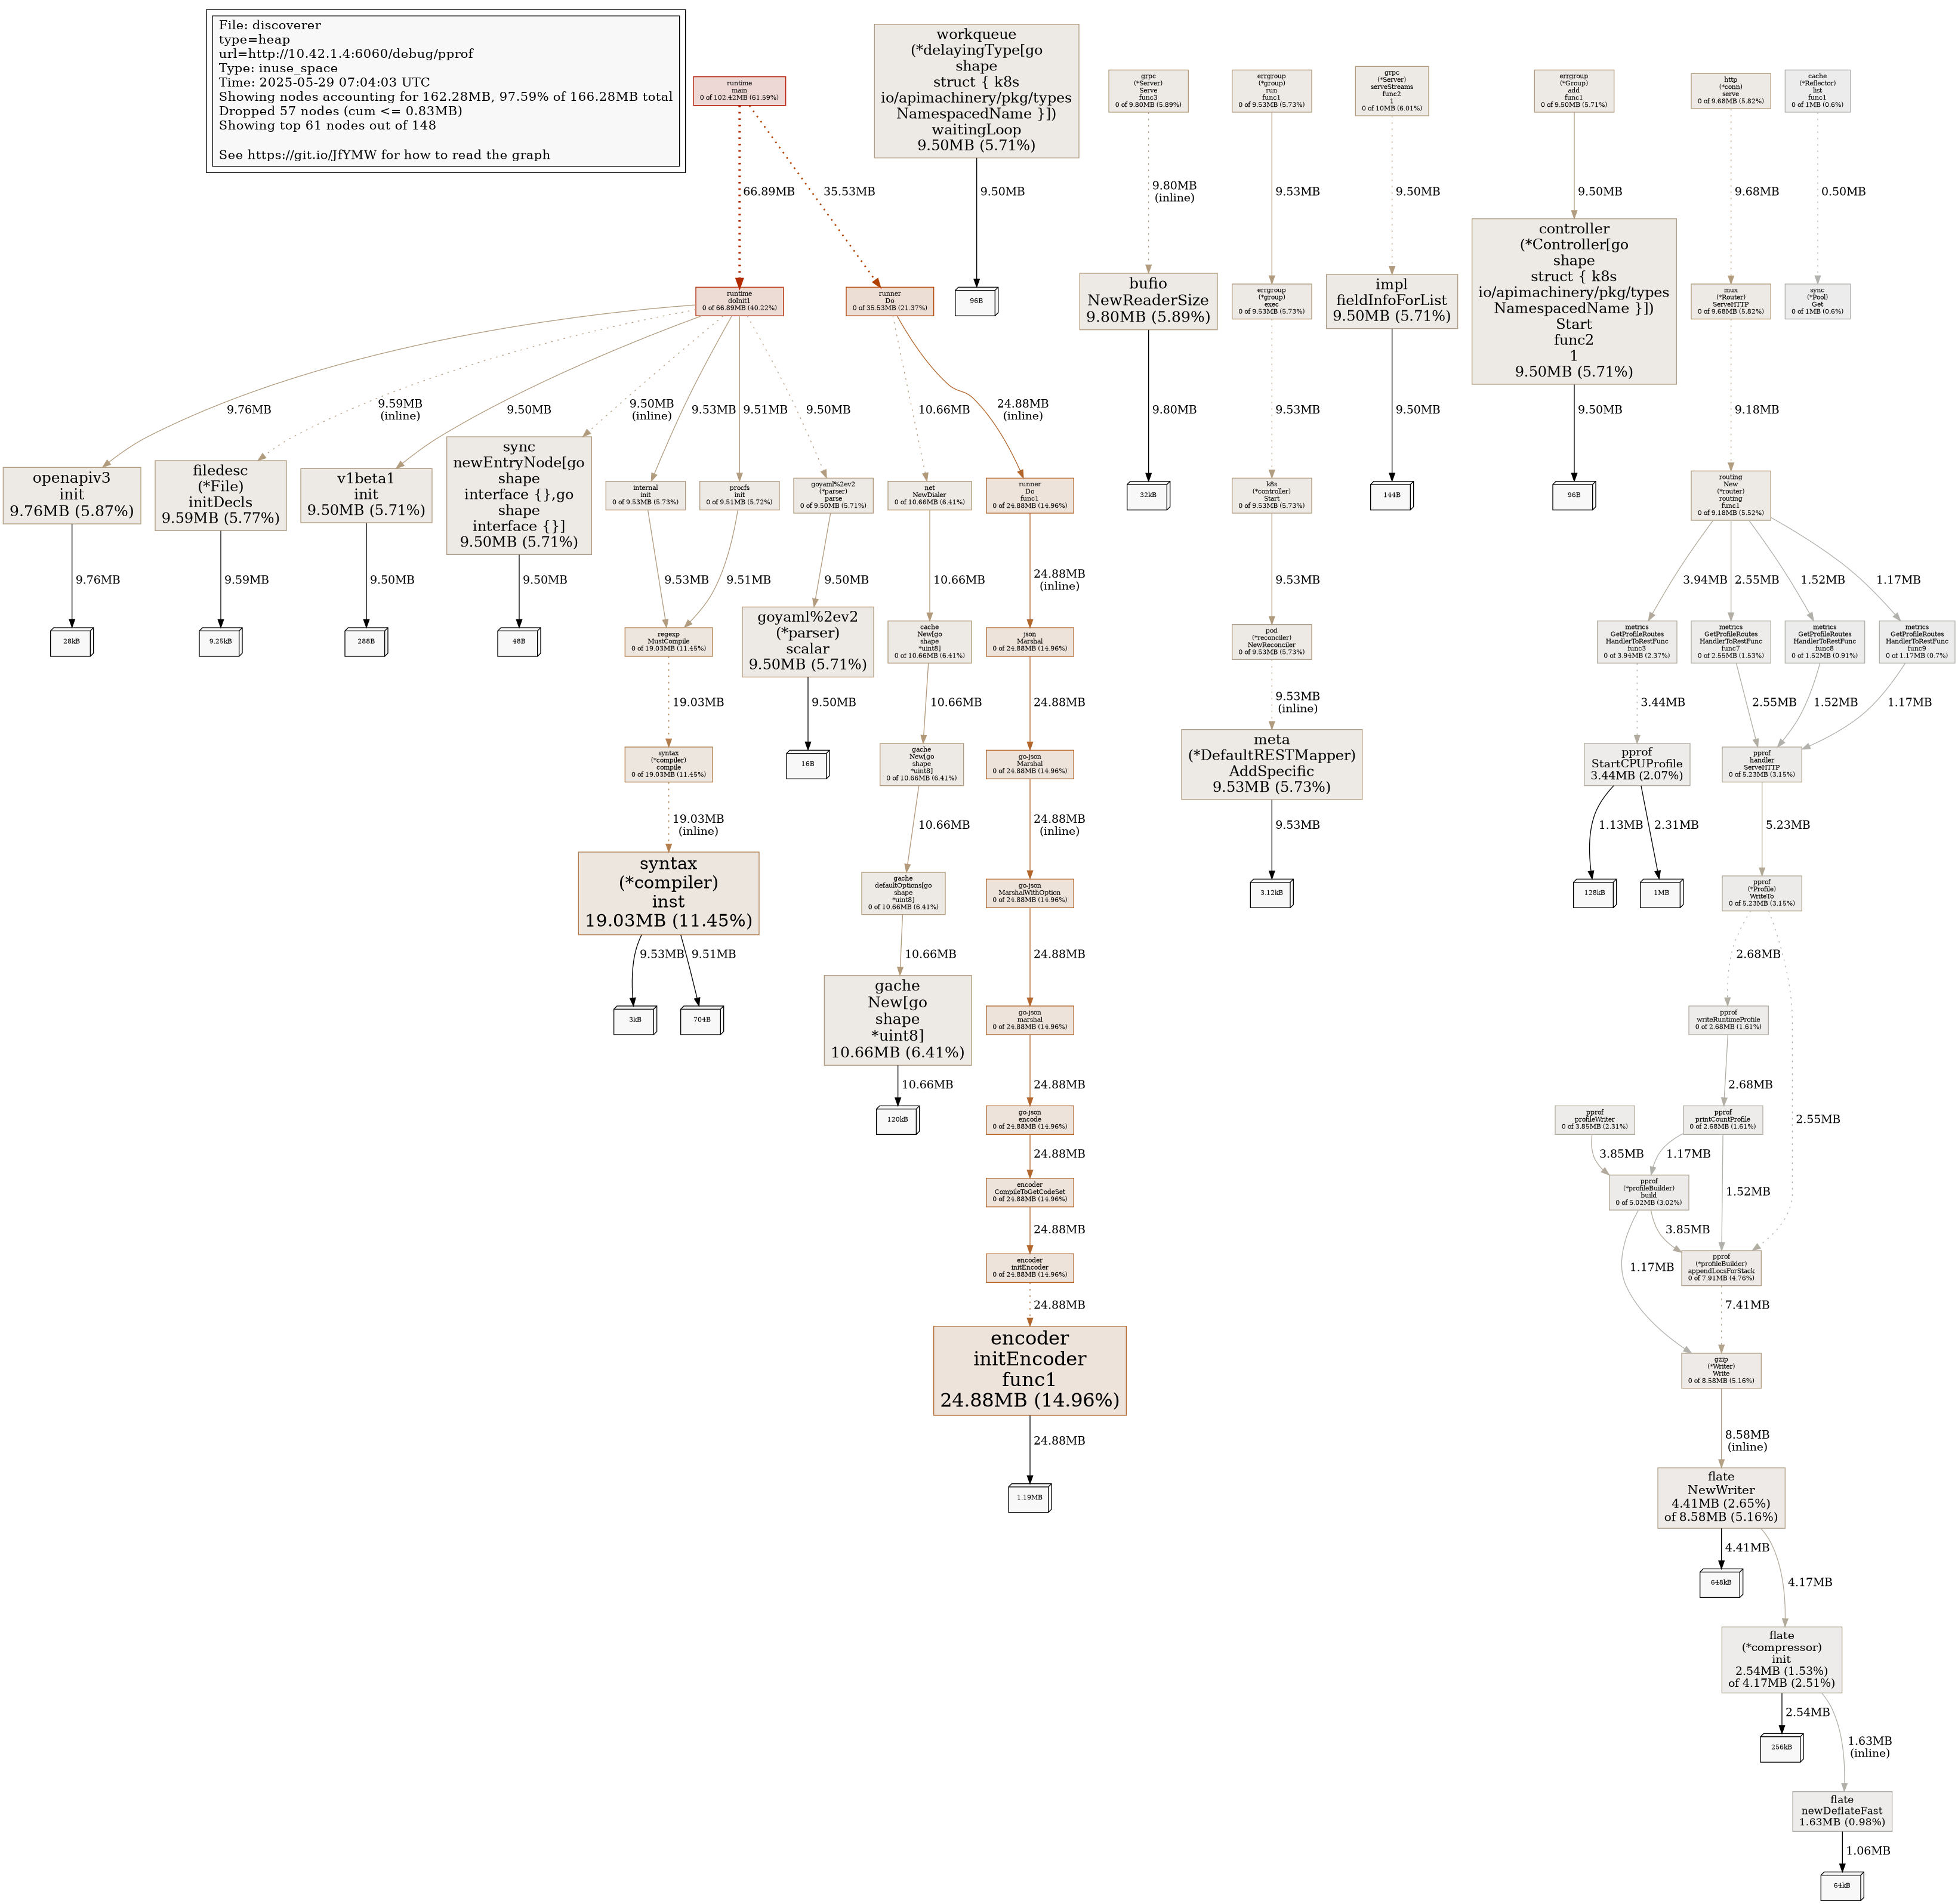 File: discoverer
type=heap
url=http://10.42.1.4:6060/debug/pprof
Type: inuse_space
Time: 2025-05-29 07:04:03 UTC
Showing nodes accounting for 162.28MB, 97.59% of 166.28MB total
Dropped 57 nodes (cum <= 0.83MB)
Showing top 61 nodes out of 148
See https://git.io/JfYMW for how to read the graph
runtime
main
0 of 102.42MB (61.59%)
workqueue
(*delayingType[go
shape
struct { k8s
io/apimachinery/pkg/types
NamespacedName }])
waitingLoop
9.50MB (5.71%)
grpc
(*Server)
Serve
func3
0 of 9.80MB (5.89%)
errgroup
(*group)
run
func1
0 of 9.53MB (5.73%)
grpc
(*Server)
serveStreams
func2
1
0 of 10MB (6.01%)
errgroup
(*Group)
add
func1
0 of 9.50MB (5.71%)
http
(*conn)
serve
0 of 9.68MB (5.82%)
cache
(*Reflector)
list
func1
0 of 1MB (0.6%)
66.89MB
35.53MB
9.50MB
9.80MB
(inline)
9.53MB
9.50MB
9.50MB
9.68MB
0.50MB
runtime
doInit1
0 of 66.89MB (40.22%)
runner
Do
0 of 35.53MB (21.37%)
96B
bufio
NewReaderSize
9.80MB (5.89%)
errgroup
(*group)
exec
0 of 9.53MB (5.73%)
impl
fieldInfoForList
9.50MB (5.71%)
controller
(*Controller[go
shape
struct { k8s
io/apimachinery/pkg/types
NamespacedName }])
Start
func2
1
9.50MB (5.71%)
mux
(*Router)
ServeHTTP
0 of 9.68MB (5.82%)
sync
(*Pool)
Get
0 of 1MB (0.6%)
9.76MB
9.59MB
(inline)
9.50MB
9.50MB
(inline)
9.53MB
9.51MB
9.50MB
10.66MB
24.88MB
(inline)
9.80MB
9.53MB
9.50MB
9.50MB
9.18MB
openapiv3
init
9.76MB (5.87%)
filedesc
(*File)
initDecls
9.59MB (5.77%)
v1beta1
init
9.50MB (5.71%)
sync
newEntryNode[go
shape
interface {},go
shape
interface {}]
9.50MB (5.71%)
internal
init
0 of 9.53MB (5.73%)
procfs
init
0 of 9.51MB (5.72%)
goyaml%2ev2
(*parser)
parse
0 of 9.50MB (5.71%)
net
NewDialer
0 of 10.66MB (6.41%)
runner
Do
func1
0 of 24.88MB (14.96%)
32kB
k8s
(*controller)
Start
0 of 9.53MB (5.73%)
144B
96B
routing
New
(*router)
routing
func1
0 of 9.18MB (5.52%)
9.76MB
9.59MB
9.50MB
9.50MB
9.53MB
9.51MB
9.50MB
10.66MB
24.88MB
(inline)
9.53MB
3.94MB
2.55MB
1.52MB
1.17MB
28kB
9.25kB
288B
48B
regexp
MustCompile
0 of 19.03MB (11.45%)
goyaml%2ev2
(*parser)
scalar
9.50MB (5.71%)
cache
New[go
shape
*uint8]
0 of 10.66MB (6.41%)
json
Marshal
0 of 24.88MB (14.96%)
pod
(*reconciler)
NewReconciler
0 of 9.53MB (5.73%)
metrics
GetProfileRoutes
HandlerToRestFunc
func3
0 of 3.94MB (2.37%)
metrics
GetProfileRoutes
HandlerToRestFunc
func7
0 of 2.55MB (1.53%)
metrics
GetProfileRoutes
HandlerToRestFunc
func8
0 of 1.52MB (0.91%)
metrics
GetProfileRoutes
HandlerToRestFunc
func9
0 of 1.17MB (0.7%)
19.03MB
9.50MB
10.66MB
24.88MB
9.53MB
(inline)
3.44MB
2.55MB
1.52MB
1.17MB
syntax
(*compiler)
compile
0 of 19.03MB (11.45%)
16B
gache
New[go
shape
*uint8]
0 of 10.66MB (6.41%)
go-json
Marshal
0 of 24.88MB (14.96%)
meta
(*DefaultRESTMapper)
AddSpecific
9.53MB (5.73%)
pprof
StartCPUProfile
3.44MB (2.07%)
pprof
handler
ServeHTTP
0 of 5.23MB (3.15%)
19.03MB
(inline)
10.66MB
24.88MB
(inline)
9.53MB
1.13MB
2.31MB
5.23MB
syntax
(*compiler)
inst
19.03MB (11.45%)
gache
defaultOptions[go
shape
*uint8]
0 of 10.66MB (6.41%)
go-json
MarshalWithOption
0 of 24.88MB (14.96%)
3.12kB
128kB
1MB
pprof
(*Profile)
WriteTo
0 of 5.23MB (3.15%)
9.53MB
9.51MB
10.66MB
24.88MB
2.68MB
3kB
704B
gache
New[go
shape
*uint8]
10.66MB (6.41%)
go-json
marshal
0 of 24.88MB (14.96%)
pprof
writeRuntimeProfile
0 of 2.68MB (1.61%)
10.66MB
24.88MB
2.68MB
120kB
go-json
encode
0 of 24.88MB (14.96%)
pprof
profileWriter
0 of 3.85MB (2.31%)
pprof
printCountProfile
0 of 2.68MB (1.61%)
2.55MB
24.88MB
3.85MB
1.17MB
encoder
CompileToGetCodeSet
0 of 24.88MB (14.96%)
pprof
(*profileBuilder)
build
0 of 5.02MB (3.02%)
1.52MB
24.88MB
3.85MB
encoder
initEncoder
0 of 24.88MB (14.96%)
1.17MB
pprof
(*profileBuilder)
appendLocsForStack
0 of 7.91MB (4.76%)
24.88MB
7.41MB
encoder
initEncoder
func1
24.88MB (14.96%)
gzip
(*Writer)
Write
0 of 8.58MB (5.16%)
24.88MB
8.58MB
(inline)
1.19MB
flate
NewWriter
4.41MB (2.65%)
of 8.58MB (5.16%)
4.41MB
4.17MB
648kB
flate
(*compressor)
init
2.54MB (1.53%)
of 4.17MB (2.51%)
2.54MB
1.63MB
(inline)
256kB
flate
newDeflateFast
1.63MB (0.98%)
1.06MB
64kB